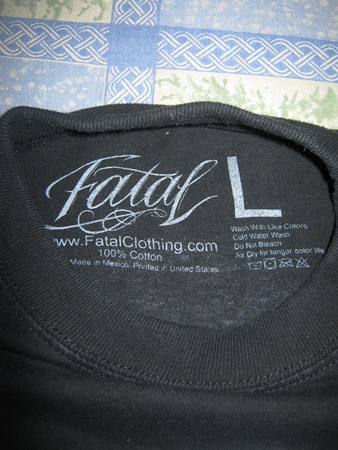 Fatal
www.FatalClothing.com
100% Cotton
Made in Mexico. Printed in United States
L
Wash With Like Colors
Cold Water Wash
Do Not Bleach
Air Dry for longer color life